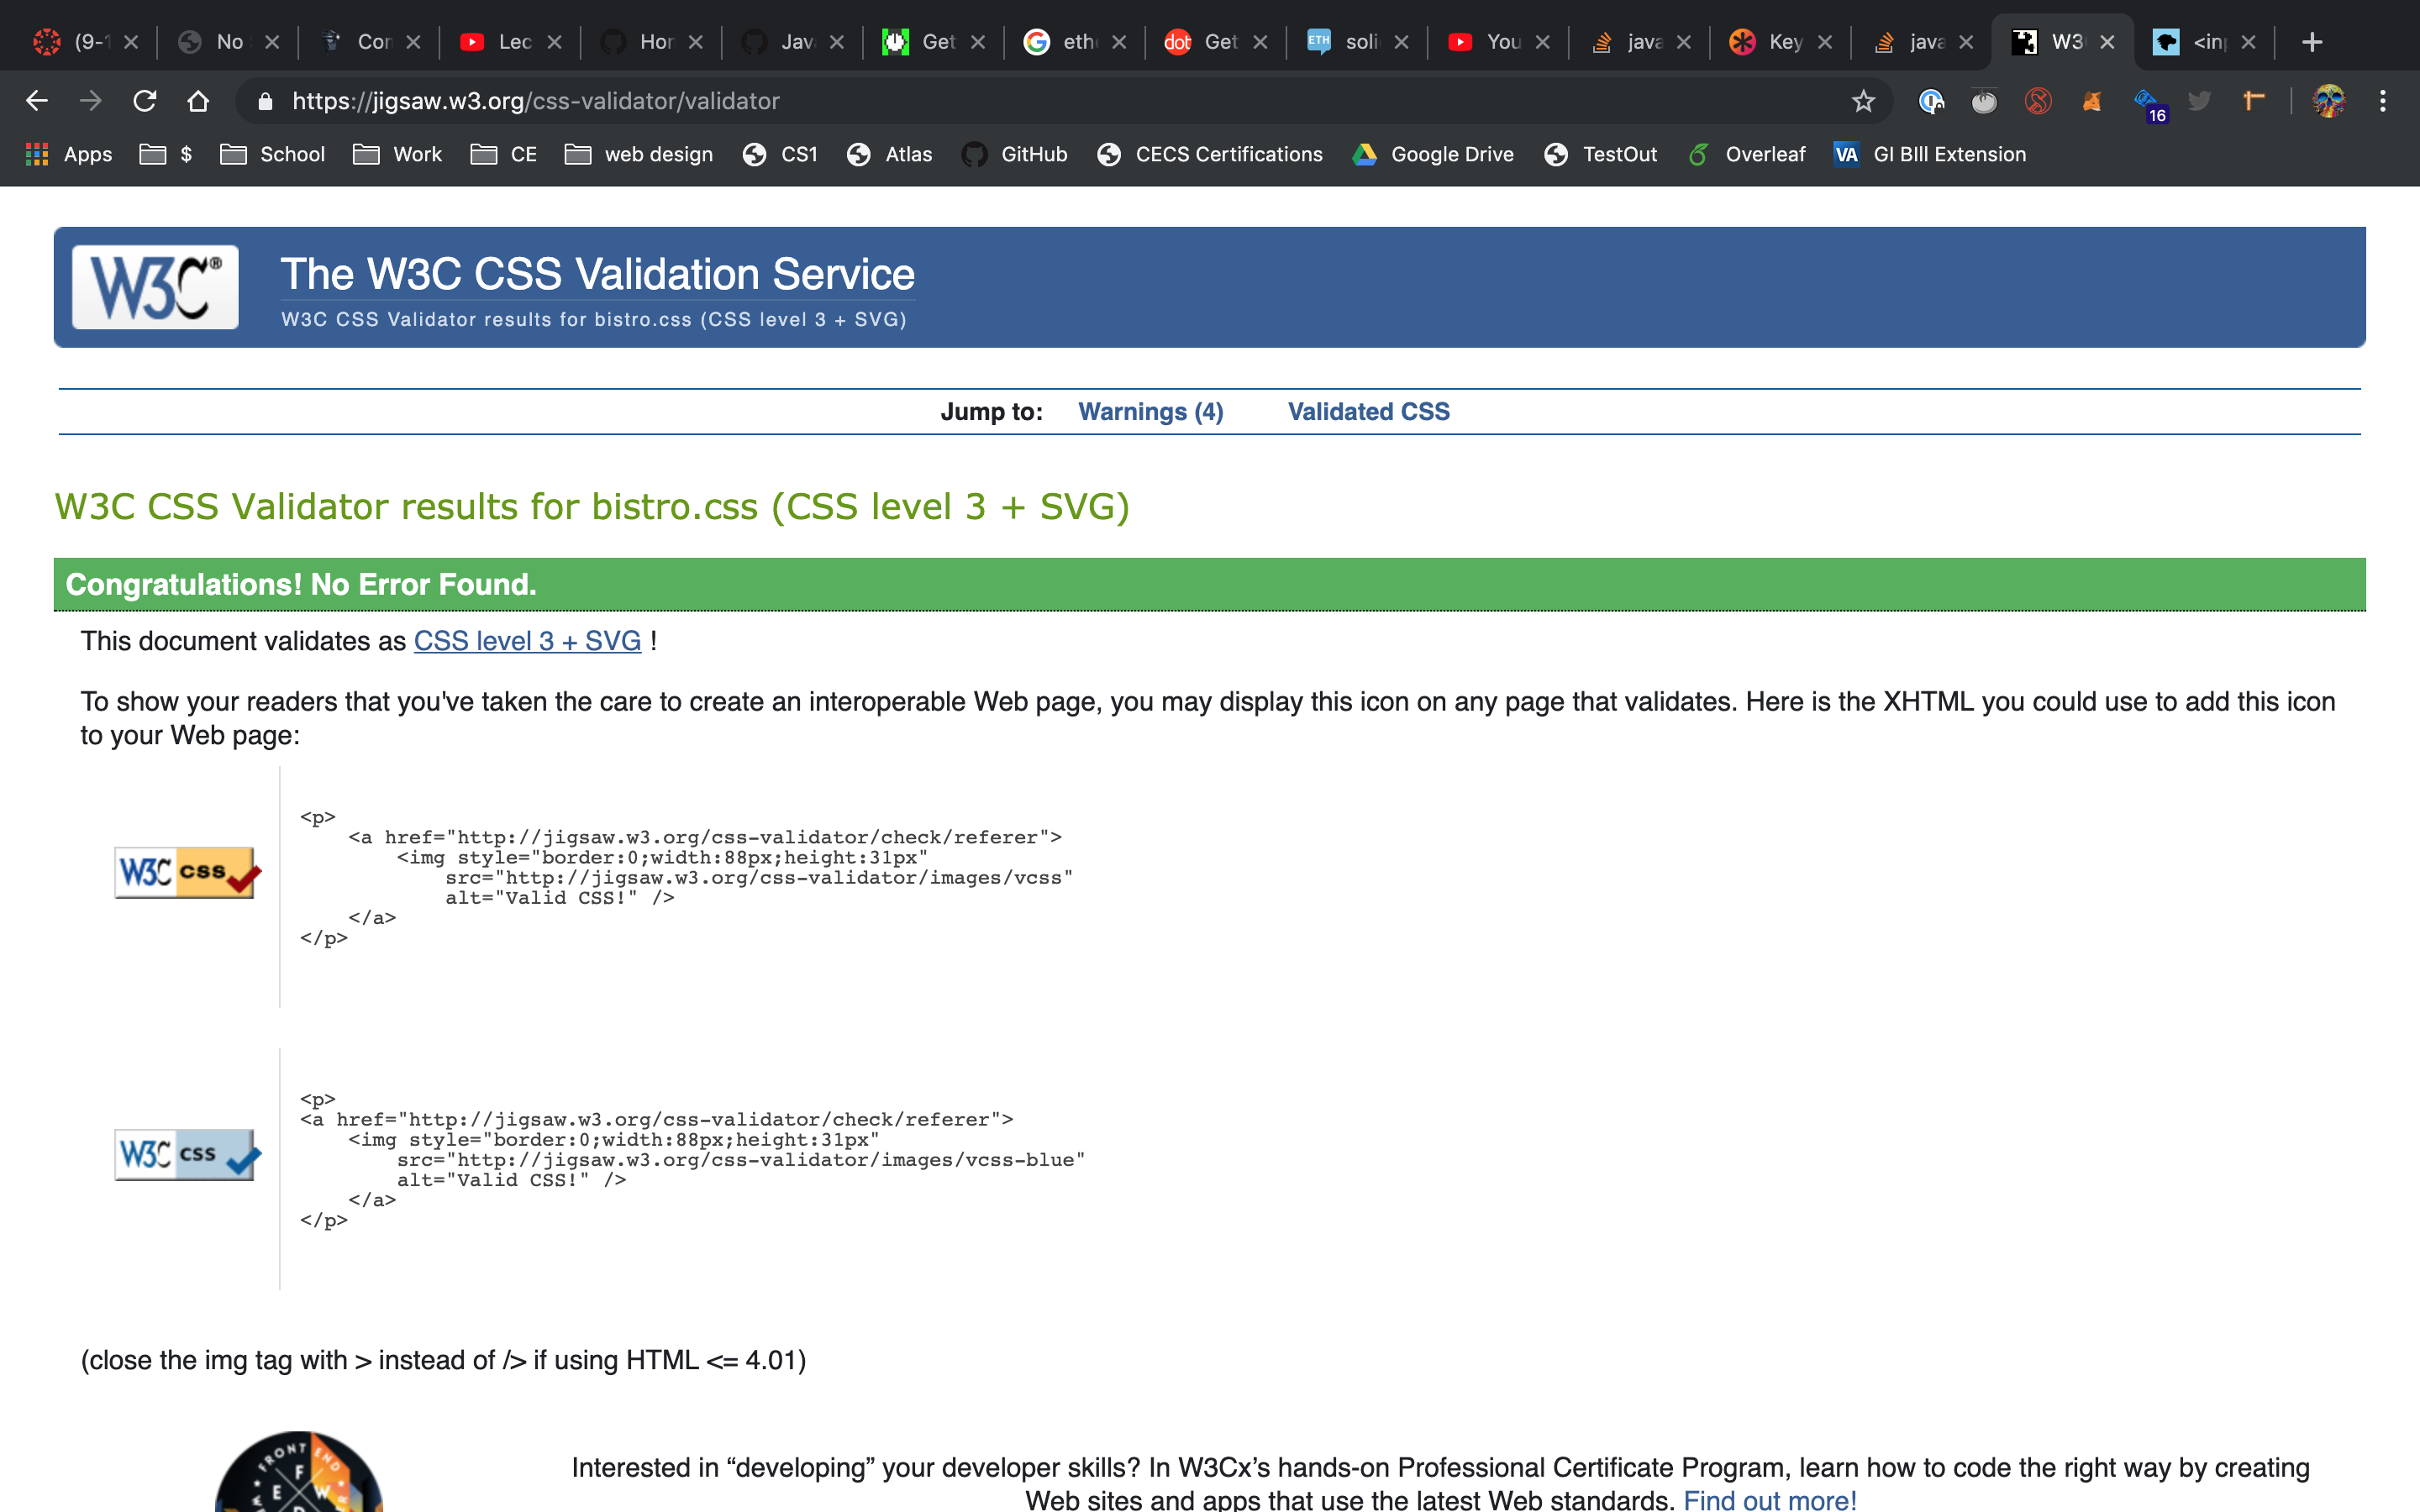 (9-1
No
Con
Lec
Hon
Java
Get
eth
Get
soli
You
java
Key
java
W3
<inp
https://jigsaw.w3.org/css-validator/validator
16
Apps $ School Work CE web design CS1 Atlas GitHub CECS Certifications Google Drive TestOut Overleaf VA GI BIll Extension
W3C®
The W3C CSS Validation Service
W3C CSS Validator results for bistro.css (CSS level 3 + SVG)
Jump to: Warnings (4) Validated CSS
W3C CSS Validator results for bistro.css (CSS level 3 + SVG)
Congratulations! No Error Found.
This document validates as CSS level 3 + SVG !
To show your readers that you've taken the care to create an interoperable Web page, you may display this icon on any page that validates. Here is the XHTML you could use to add this icon
to your Web page:
W3C css
<p>
<a href="http://jigsaw.w3.org/css-validator/check/referer">
<img style="border:0;width:88px;height:31px"
src="http://jigsaw.w3.org/css-validator/images/vcss"
alt="Valid CSS!" />
</a>
</p>
W3C css
<p>
<a href="http://jigsaw.w3.org/css-validator/check/referer">
<img style="border:0;width:88px;height:31px"
src="http://jigsaw.w3.org/css-validator/images/vcss-blue"
alt="Valid CSS!" />
</a>
</p>
(close the img tag with > instead of /> if using HTML <= 4.01)
FRONT END
F
E W
Interested in “developing” your developer skills? In W3Cx’s hands-on Professional Certificate Program, learn how to code the right way by creating
Web sites and apps that use the latest Web standards. Find out more!